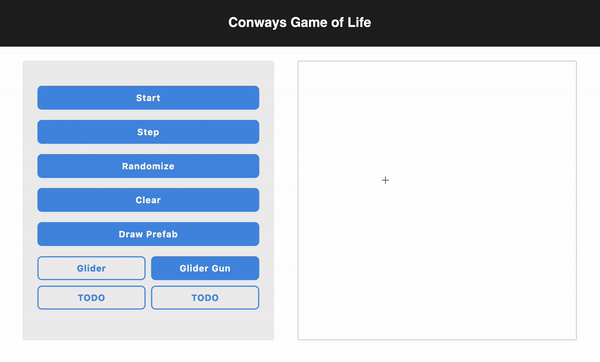 Conways Game of Life
Start
Step
Randomize
Clear
Draw Prefab
Glider Glider Gun
TODO TODO